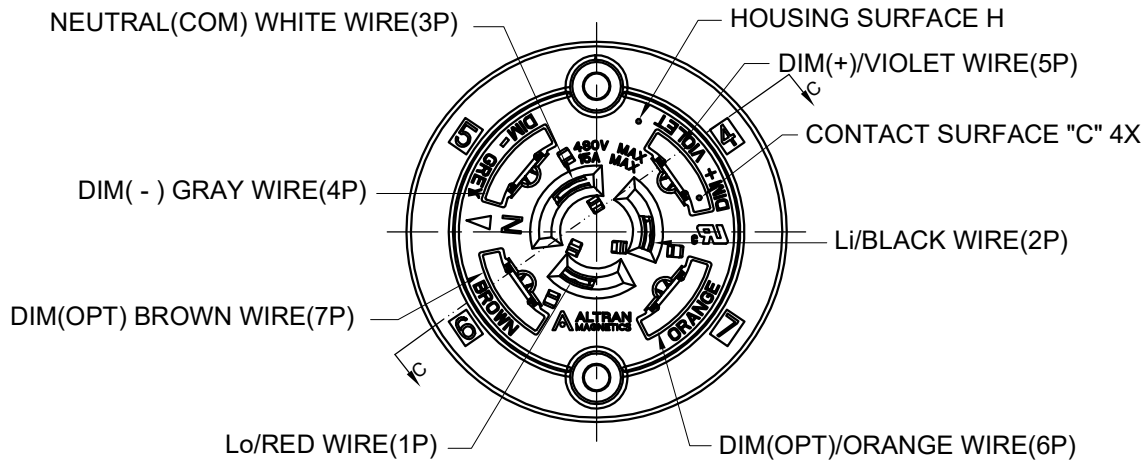 NEUTRAL(COM) WHITE WIRE(3P)
HOUSING SURFACE H
DIM(+)/VIOLET WIRE(5P)
C
5
4
DIM - GREY
DIM + VIOLET
480V MAX
15A MAX
CONTACT SURFACE "C" 4X
DIM( - ) GRAY WIRE(4P)
N
Li/BLACK WIRE(2P)
DIM(OPT) BROWN WIRE(7P)
BROWN
ORANGE
6
7
ALTRAN
MAGNETICS
C
Lo/RED WIRE(1P)
DIM(OPT)/ORANGE WIRE(6P)